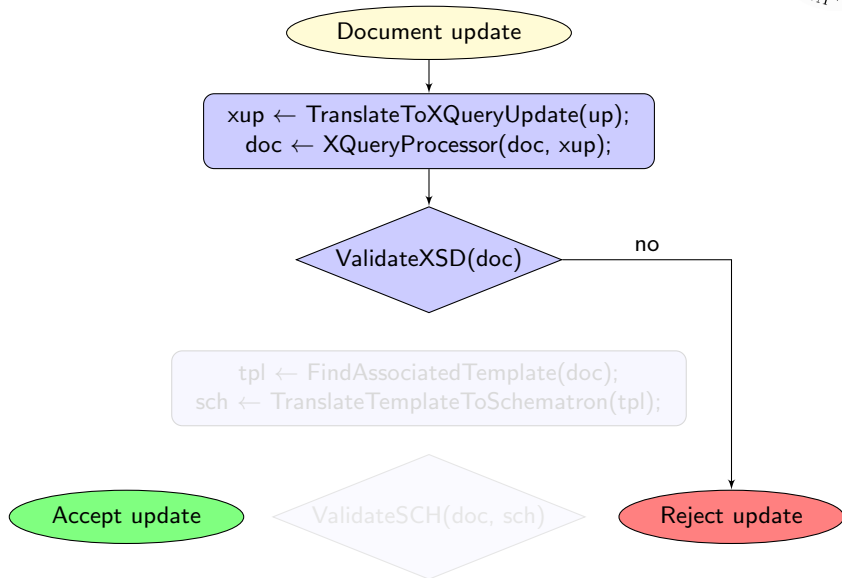 Document update
xup ← TranslateToXQueryUpdate(up);
doc ← XQueryProcessor(doc, xup);
ValidateXSD(doc)
no
tpl ← FindAssociatedTemplate(doc);
sch ← TranslateTemplateToSchematron(tpl);
Accept update
ValidateSCH(doc, sch)
Reject update